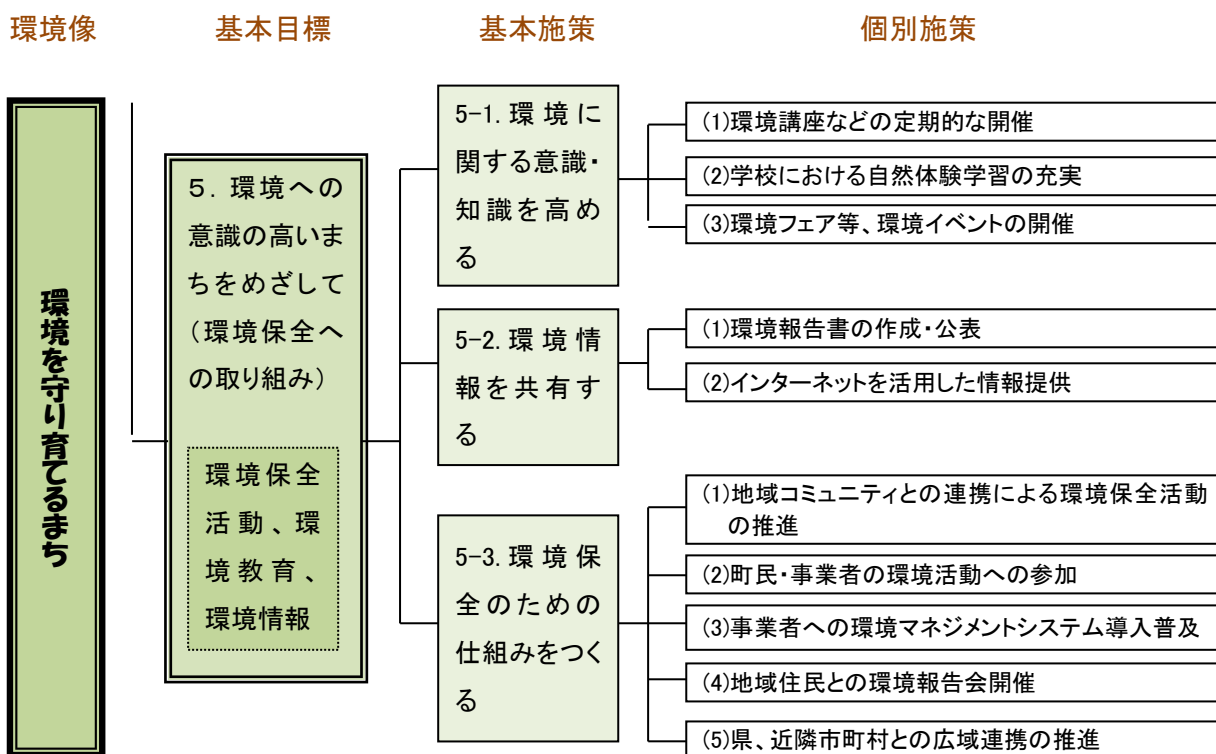 環境像 基本目標 基本施策 個別施策
環境を守り育てるまち
５．環境への
意識の高いま
ちをめざして
（環境保全へ
の取り組み）
環境保全
活動、環
境教育、
環境情報
5-1.環境に
関する意識・
知識を高め
る
(1)環境講座などの定期的な開催
(2)学校における自然体験学習の充実
(3)環境フェア等、環境イベントの開催
5-2.環境情
報を共有す
る
(1)環境報告書の作成・公表
(2)インターネットを活用した情報提供
5-3.環境保
全のための
仕組みをつく
る
(1)地域コミュニティとの連携による環境保全活動
の推進
(2)町民・事業者の環境活動への参加
(3)事業者への環境マネジメントシステム導入普及
(4)地域住民との環境報告会開催
(5)県、近隣市町村との広域連携の推進